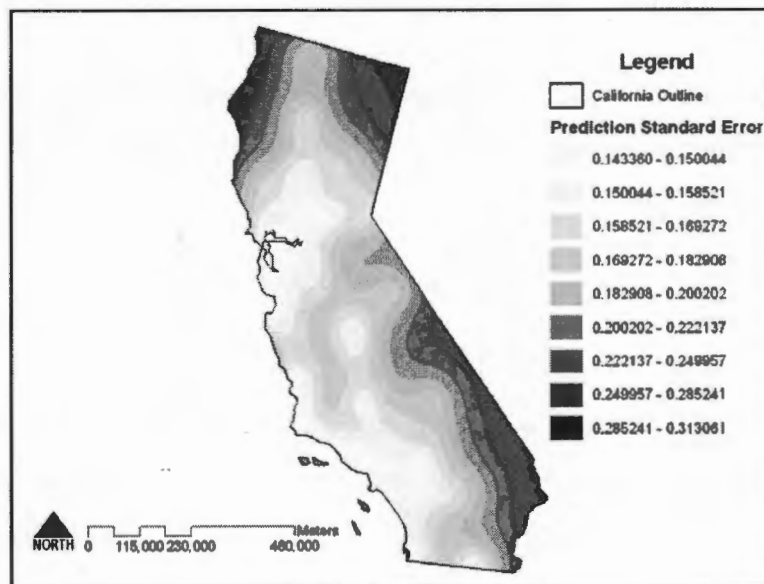 Legend
California Outline
Prediction Standard Error
0.143360 - 0.150044
0.150044 - 0.158521
0.158521 - 0.169272
0.169272 - 0.182908
0.182908 - 0.200202
0.200202 - 0.222137
0.222137 - 0.249957
0.249957 - 0.285241
0.285241 - 0.313061
Meters
NORTH 0 115,000 230,000 460,000